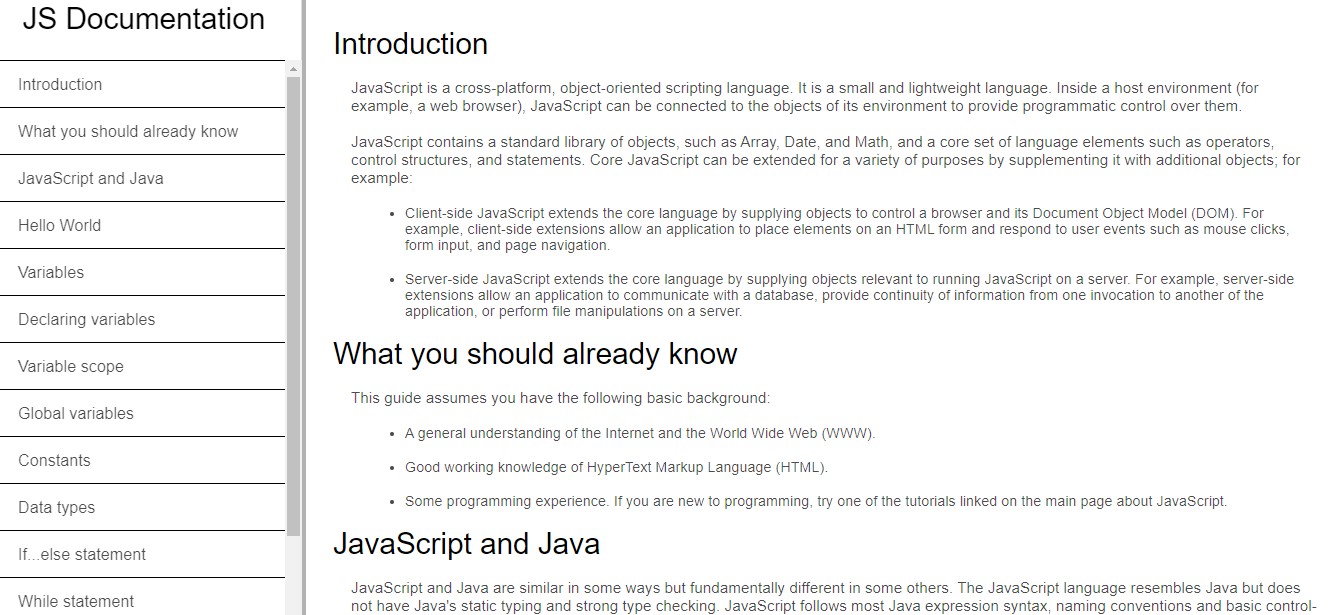 JS Documentation
Introduction
What you should already know
JavaScript and Java
Hello World
Variables
Declaring variables
Variable scope
Global variables
Constants
Data types
If...else statement
While statement
Introduction
JavaScript is a cross-platform, object-oriented scripting language. It is a small and lightweight language. Inside a host environment (for
example, a web browser), JavaScript can be connected to the objects of its environment to provide programmatic control over them.
JavaScript contains a standard library of objects, such as Array, Date, and Math, and a core set of language elements such as operators,
control structures, and statements. Core JavaScript can be extended for a variety of purposes by supplementing it with additional objects; for
example:
• Client-side JavaScript extends the core language by supplying objects to control a browser and its Document Object Model (DOM). For
example, client-side extensions allow an application to place elements on an HTML form and respond to user events such as mouse clicks,
form input, and page navigation.
• Server-side JavaScript extends the core language by supplying objects relevant to running JavaScript on a server. For example, server-side
extensions allow an application to communicate with a database, provide continuity of information from one invocation to another of the
application, or perform file manipulations on a server.
What you should already know
This guide assumes you have the following basic background:
• A general understanding of the Internet and the World Wide Web (WWW).
• Good working knowledge of HyperText Markup Language (HTML).
• Some programming experience. If you are new to programming, try one of the tutorials linked on the main page about JavaScript.
JavaScript and Java
JavaScript and Java are similar in some ways but fundamentally different in some others. The JavaScript language resembles Java but does
not have Java's static typing and strong type checking. JavaScript follows most Java expression syntax, naming conventions and basic control-